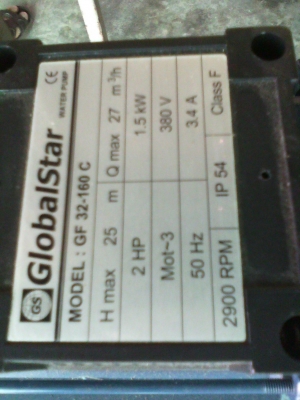 GS GlobalStar CE
WATER PUMP
MODEL : GF 32-160 C
H max 25 m Q max 27 m³/h
2 HP 1.5 kW
Mot~3 380 V
50 Hz 3.4 A
2900 RPM IP 54 Class F